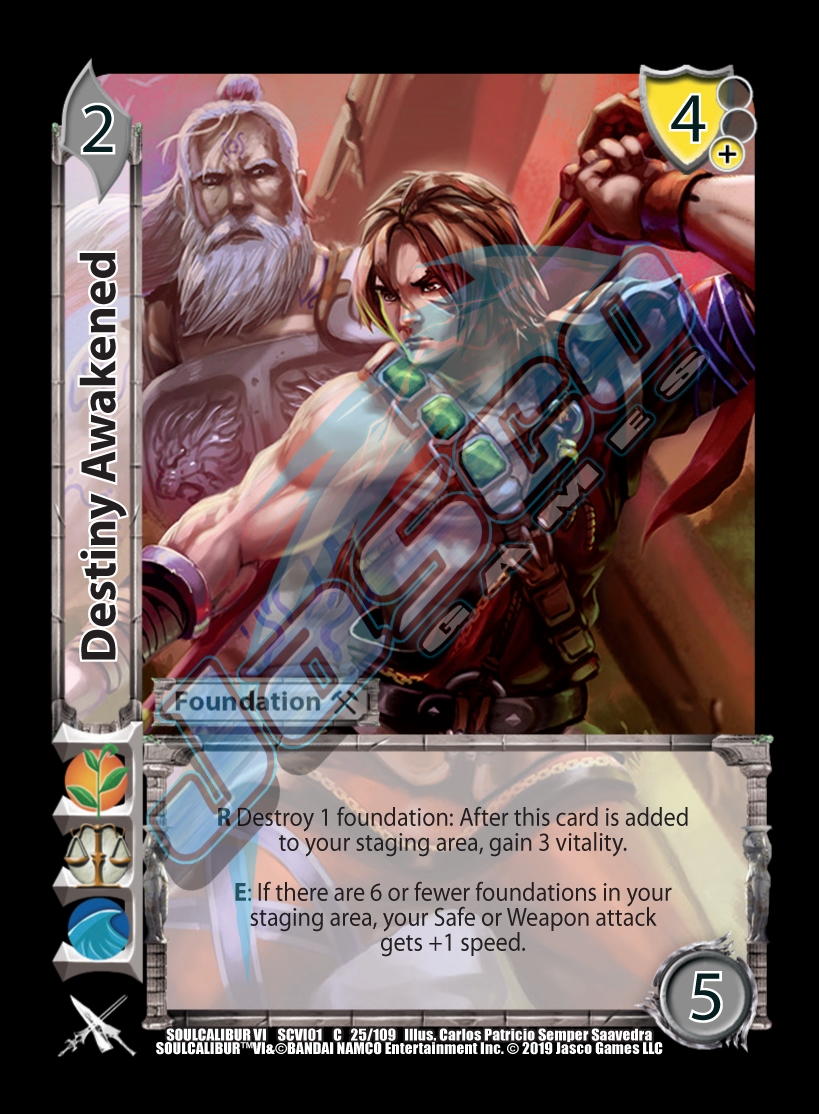 2
4
+
Destiny Awakened
Jasco
GAMES
Foundation
R Destroy 1 foundation: After this card is added
to your staging area, gain 3 vitality.
E: If there are 6 or fewer foundations in your
staging area, your Safe or Weapon attack
gets +1 speed.
5
SOULCALIBUR VI SCVI01 C 25/109 Illus. Carlos Patricio Semper Saavedra
SOULCALIBUR™VI&©BANDAI NAMCO Entertainment Inc. © 2019 Jasco Games LLC